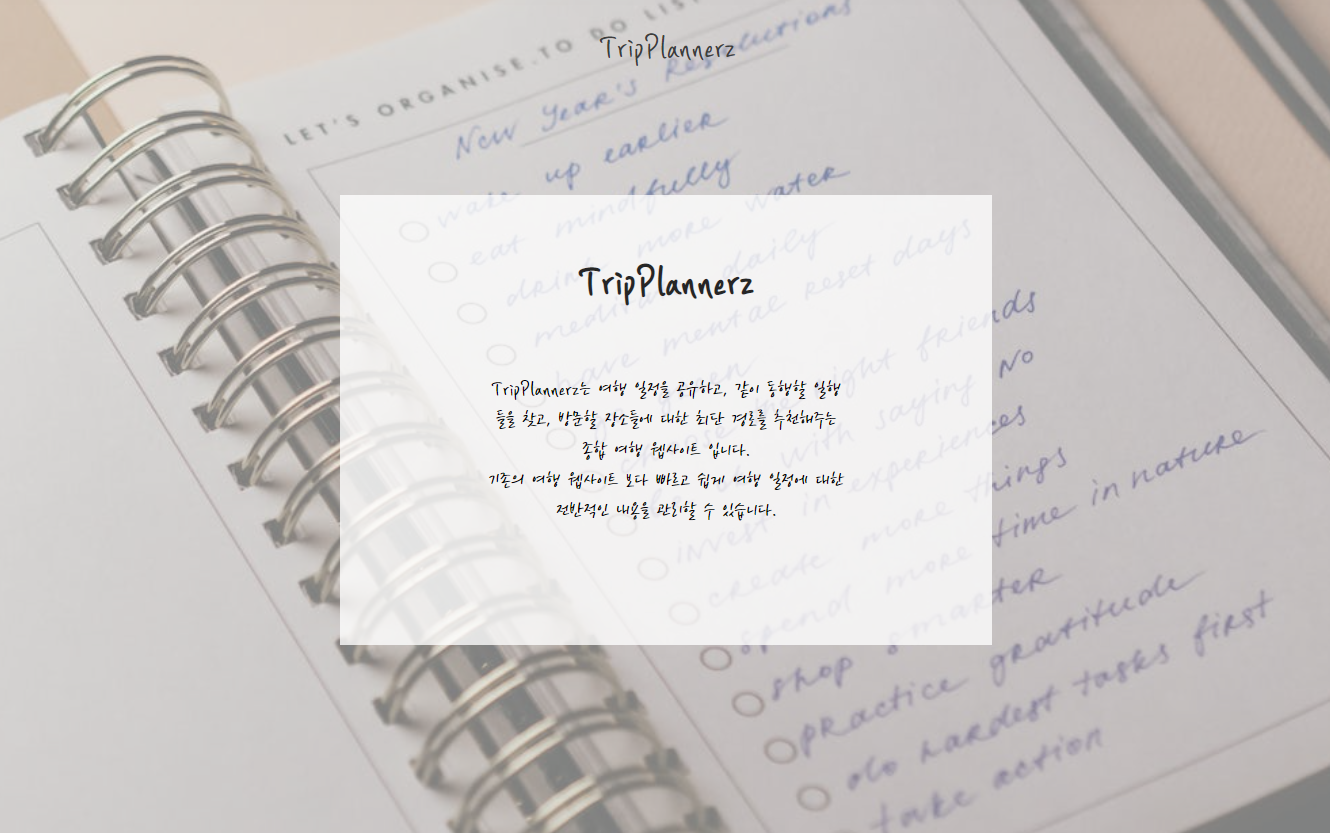 LET'S ORGANISE. TO DO LIST
TripPlannerz
New Year's Resolutions
wake up earlier
eat mindfully
drink more water
meditate daily
have mental reset days
TripPlannerz
right friends
TripPlannerz는 여행 일정을 공유하고, 같이 동행할 일행
들을 찾고, 방문할 장소들에 대한 최단 경로를 추천해주는
종합 여행 웹사이트 입니다.
기존의 여행 웹사이트 보다 빠르고 쉽게 여행 일정에 대한
전반적인 내용을 관리할 수 있습니다.
with saying NO
invest in experiences
create more things
spend more time in nature
shop smarter
practice gratitude
do hardest tasks first
take action